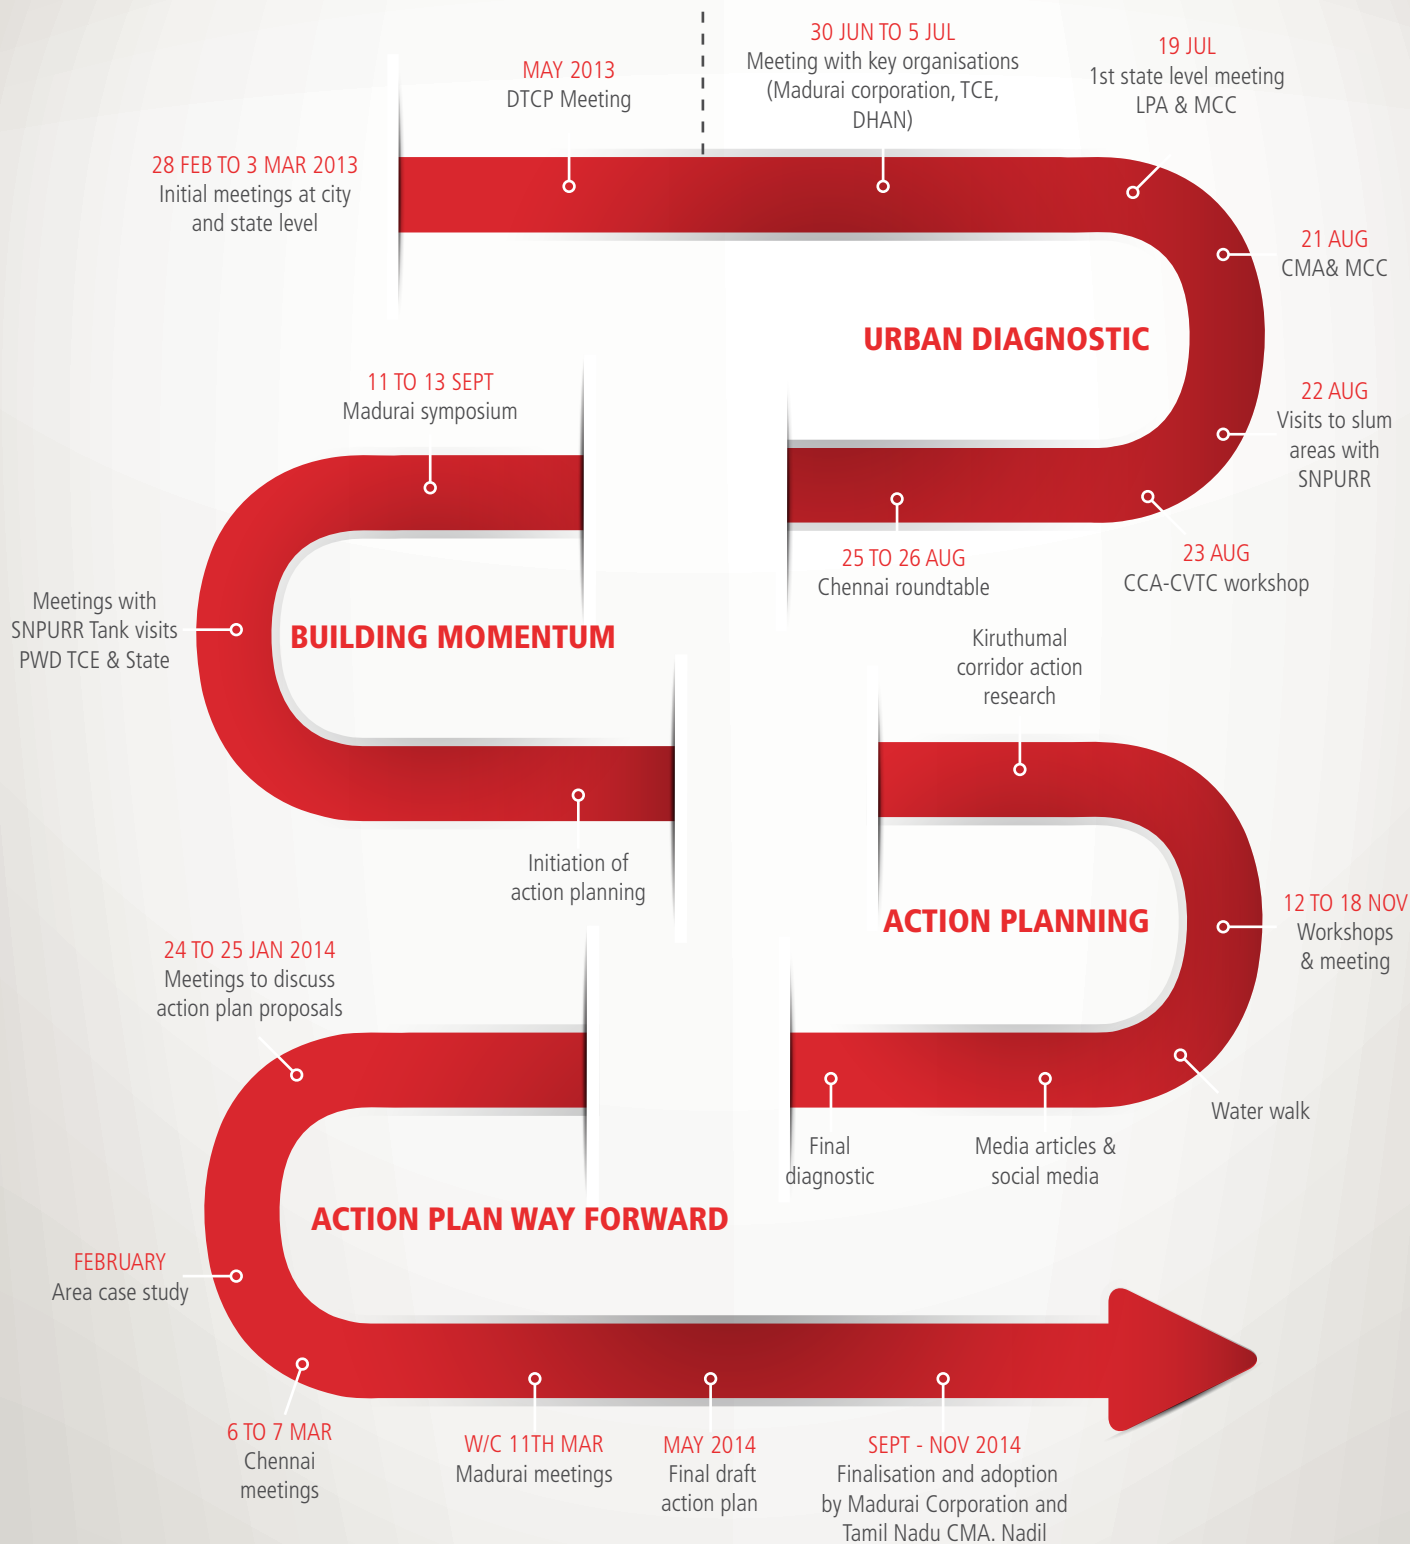 28 FEB TO 3 MAR 2013
Initial meetings at city
and state level
MAY 2013
DTCP Meeting
30 JUN TO 5 JUL
Meeting with key organisations
(Madurai corporation, TCE,
DHAN)
19 JUL
1st state level meeting
LPA & MCC
21 AUG
CMA& MCC
URBAN DIAGNOSTIC
22 AUG
Visits to slum
areas with
SNPURR
23 AUG
CCA-CVTC workshop
25 TO 26 AUG
Chennai roundtable
11 TO 13 SEPT
Madurai symposium
Meetings with
SNPURR Tank visits
PWD TCE & State
BUILDING MOMENTUM
Initiation of
action planning
Kiruthumal
corridor action
research
ACTION PLANNING
12 TO 18 NOV
Workshops
& meeting
Water walk
Media articles &
social media
Final
diagnostic
24 TO 25 JAN 2014
Meetings to discuss
action plan proposals
ACTION PLAN WAY FORWARD
FEBRUARY
Area case study
6 TO 7 MAR
Chennai
meetings
W/C 11TH MAR
Madurai meetings
MAY 2014
Final draft
action plan
SEPT - NOV 2014
Finalisation and adoption
by Madurai Corporation and
Tamil Nadu CMA. Nadil